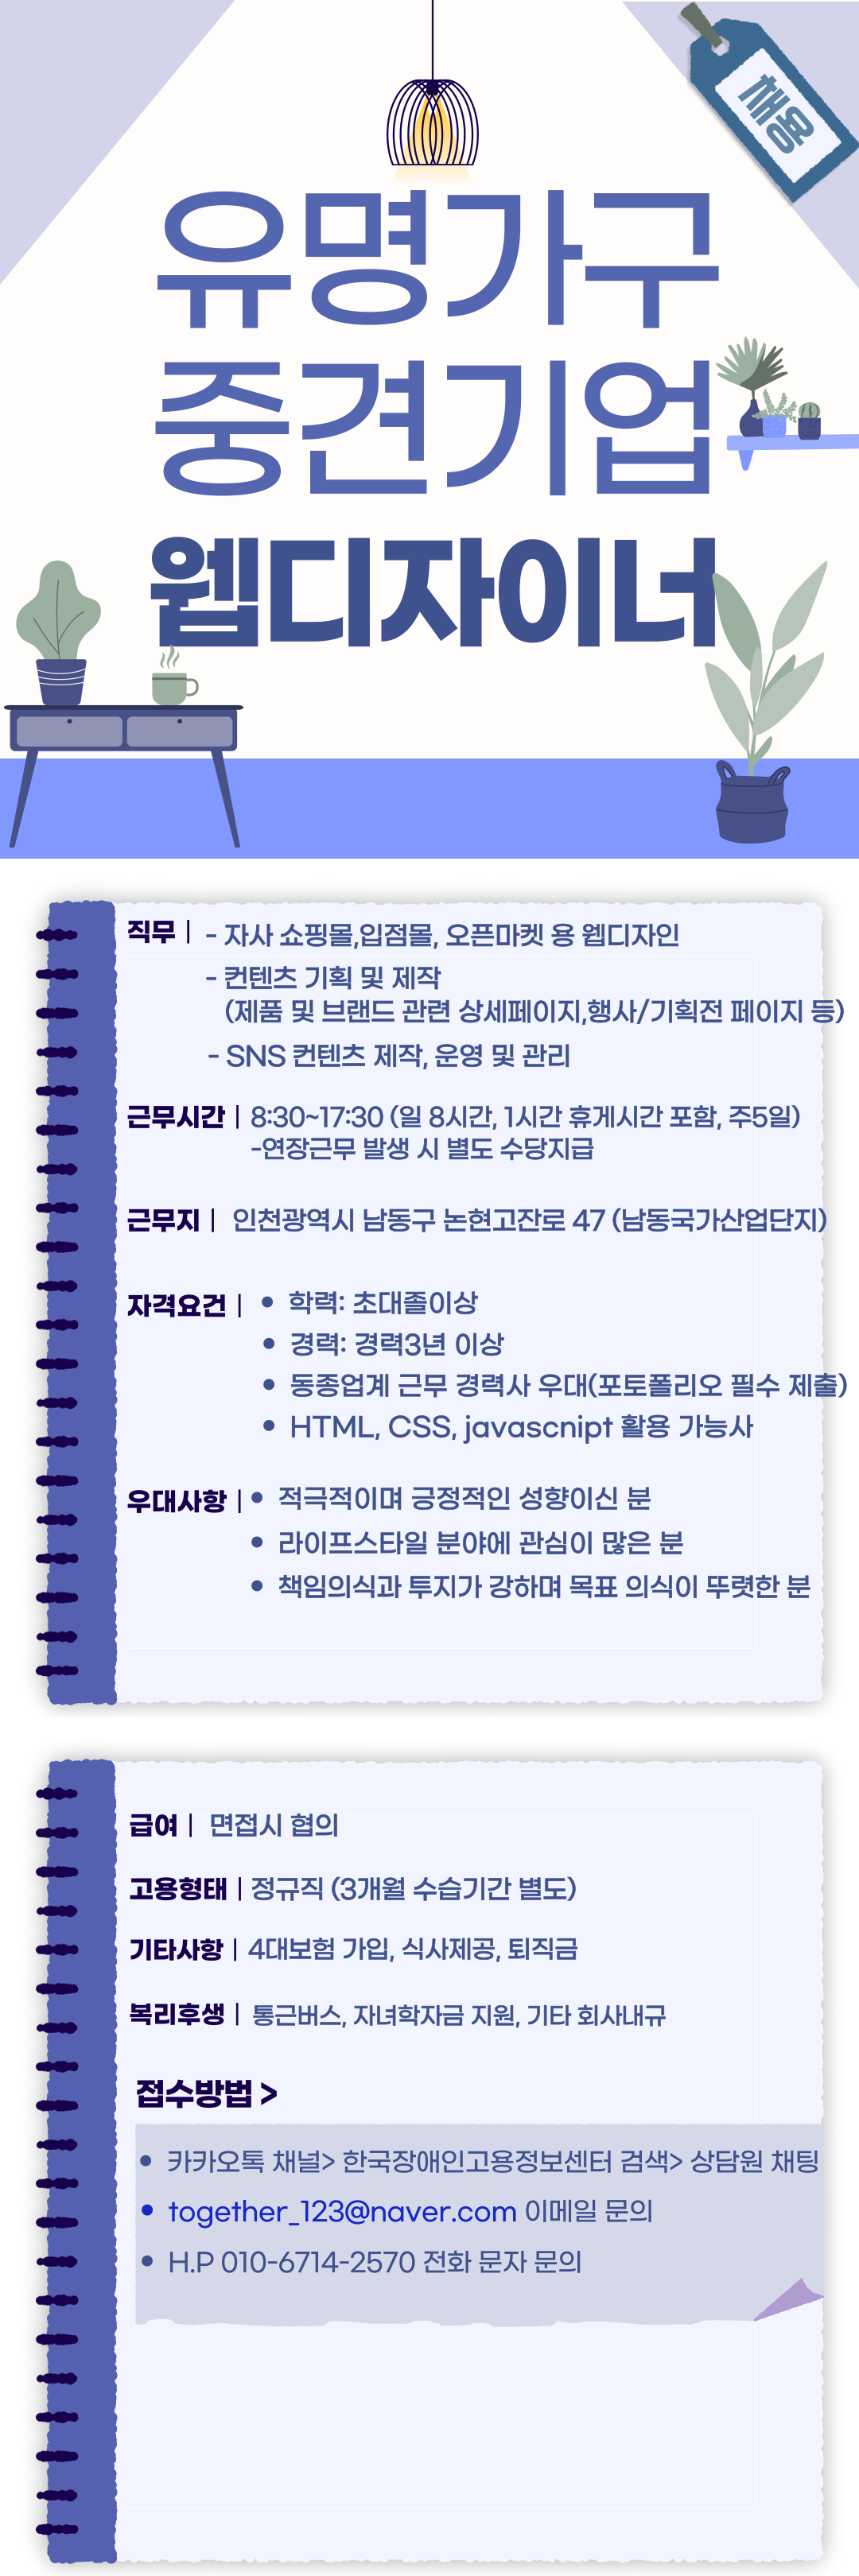 채용
유명가구
중견기업
웹디자이너
직무 | - 자사 쇼핑몰,입점몰, 오픈마켓 용 웹디자인
- 컨텐츠 기획 및 제작
(제품 및 브랜드 관련 상세페이지,행사/기획전 페이지 등)
- SNS 컨텐츠 제작, 운영 및 관리
근무시간 | 8:30~17:30 (일 8시간, 1시간 휴게시간 포함, 주5일)
-연장근무 발생 시 별도 수당지급
근무지 | 인천광역시 남동구 논현고잔로 47 (남동국가산업단지)
자격요건 | • 학력: 초대졸이상
• 경력: 경력3년 이상
• 동종업계 근무 경력사 우대(포토폴리오 필수 제출)
• HTML, CSS, javascnipt 활용 가능사
우대사항 | • 적극적이며 긍정적인 성향이신 분
• 라이프스타일 분야에 관심이 많은 분
• 책임의식과 투지가 강하며 목표 의식이 뚜렷한 분
급여 | 면접시 협의
고용형태 | 정규직 (3개월 수습기간 별도)
기타사항 | 4대보험 가입, 식사제공, 퇴직금
복리후생 | 통근버스, 자녀학자금 지원, 기타 회사내규
접수방법 >
• 카카오톡 채널> 한국장애인고용정보센터 검색> 상담원 채팅
• together_123@naver.com 이메일 문의
• H.P 010-6714-2570 전화 문자 문의